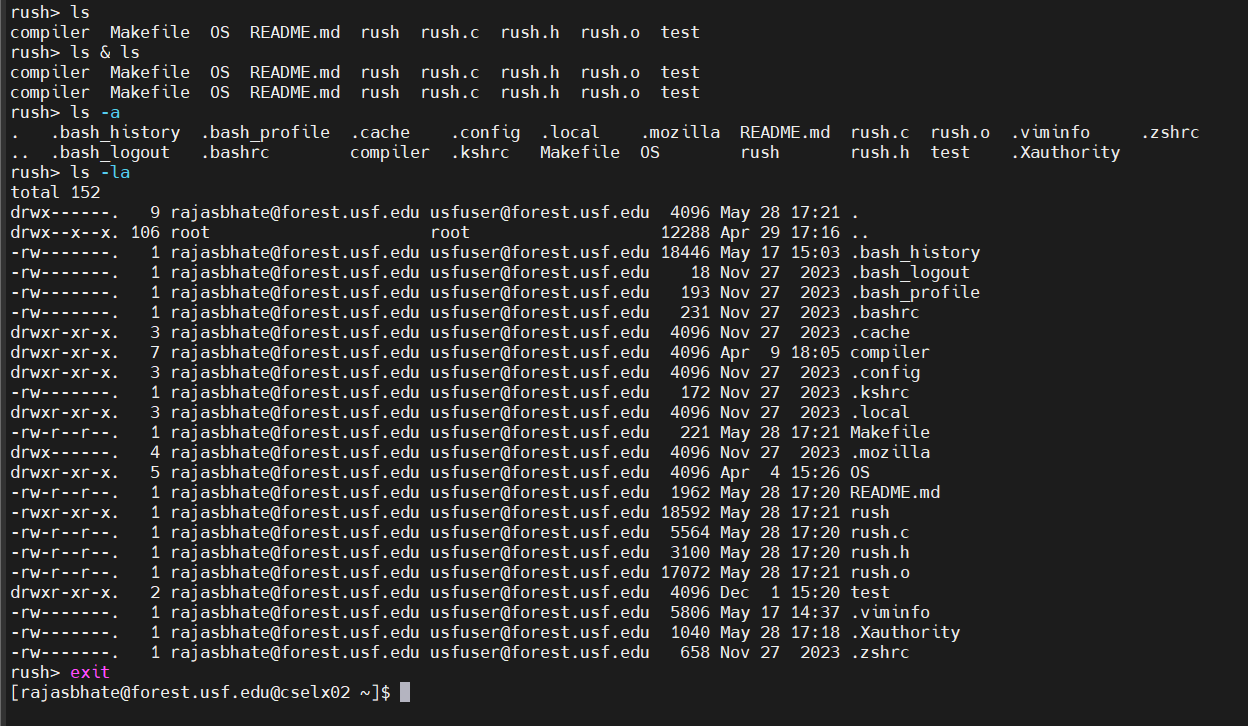 rush> ls
compiler  Makefile  OS  README.md  rush  rush.c  rush.h  rush.o  test
rush> ls & ls
compiler  Makefile  OS  README.md  rush  rush.c  rush.h  rush.o  test
compiler  Makefile  OS  README.md  rush  rush.c  rush.h  rush.o  test
rush> ls -a
.   .bash_history  .bash_profile  .cache    .config  .local    .mozilla  README.md  rush.c  rush.o  .viminfo     .zshrc
..  .bash_logout   .bashrc        compiler  .kshrc   Makefile  OS        rush       rush.h  test    .Xauthority
rush> ls -la
total 152
drwx------.   9 rajasbhate@forest.usf.edu usfuser@forest.usf.edu  4096 May 28 17:21 .
drwx--x--x. 106 root                      root                   12288 Apr 29 17:16 ..
-rw-------.   1 rajasbhate@forest.usf.edu usfuser@forest.usf.edu 18446 May 17 15:03 .bash_history
-rw-------.   1 rajasbhate@forest.usf.edu usfuser@forest.usf.edu    18 Nov 27  2023 .bash_logout
-rw-------.   1 rajasbhate@forest.usf.edu usfuser@forest.usf.edu   193 Nov 27  2023 .bash_profile
-rw-------.   1 rajasbhate@forest.usf.edu usfuser@forest.usf.edu   231 Nov 27  2023 .bashrc
drwxr-xr-x.   3 rajasbhate@forest.usf.edu usfuser@forest.usf.edu  4096 Nov 27  2023 .cache
drwxr-xr-x.   7 rajasbhate@forest.usf.edu usfuser@forest.usf.edu  4096 Apr  9 18:05 compiler
drwxr-xr-x.   3 rajasbhate@forest.usf.edu usfuser@forest.usf.edu  4096 Nov 27  2023 .config
-rw-------.   1 rajasbhate@forest.usf.edu usfuser@forest.usf.edu   172 Nov 27  2023 .kshrc
drwxr-xr-x.   3 rajasbhate@forest.usf.edu usfuser@forest.usf.edu  4096 Nov 27  2023 .local
-rw-r--r--.   1 rajasbhate@forest.usf.edu usfuser@forest.usf.edu   221 May 28 17:21 Makefile
drwx------.   4 rajasbhate@forest.usf.edu usfuser@forest.usf.edu  4096 Nov 27  2023 .mozilla
drwxr-xr-x.   5 rajasbhate@forest.usf.edu usfuser@forest.usf.edu  4096 Apr  4 15:26 OS
-rw-r--r--.   1 rajasbhate@forest.usf.edu usfuser@forest.usf.edu  1962 May 28 17:20 README.md
-rwxr-xr-x.   1 rajasbhate@forest.usf.edu usfuser@forest.usf.edu 18592 May 28 17:21 rush
-rw-r--r--.   1 rajasbhate@forest.usf.edu usfuser@forest.usf.edu  5564 May 28 17:20 rush.c
-rw-r--r--.   1 rajasbhate@forest.usf.edu usfuser@forest.usf.edu  3100 May 28 17:20 rush.h
-rw-r--r--.   1 rajasbhate@forest.usf.edu usfuser@forest.usf.edu 17072 May 28 17:21 rush.o
drwxr-xr-x.   2 rajasbhate@forest.usf.edu usfuser@forest.usf.edu  4096 Dec  1 15:20 test
-rw-------.   1 rajasbhate@forest.usf.edu usfuser@forest.usf.edu  5806 May 17 14:37 .viminfo
-rw-------.   1 rajasbhate@forest.usf.edu usfuser@forest.usf.edu  1040 May 28 17:18 .Xauthority
-rw-------.   1 rajasbhate@forest.usf.edu usfuser@forest.usf.edu   658 Nov 27  2023 .zshrc
rush> exit
[rajasbhate@forest.usf.edu@cselx02 ~]$